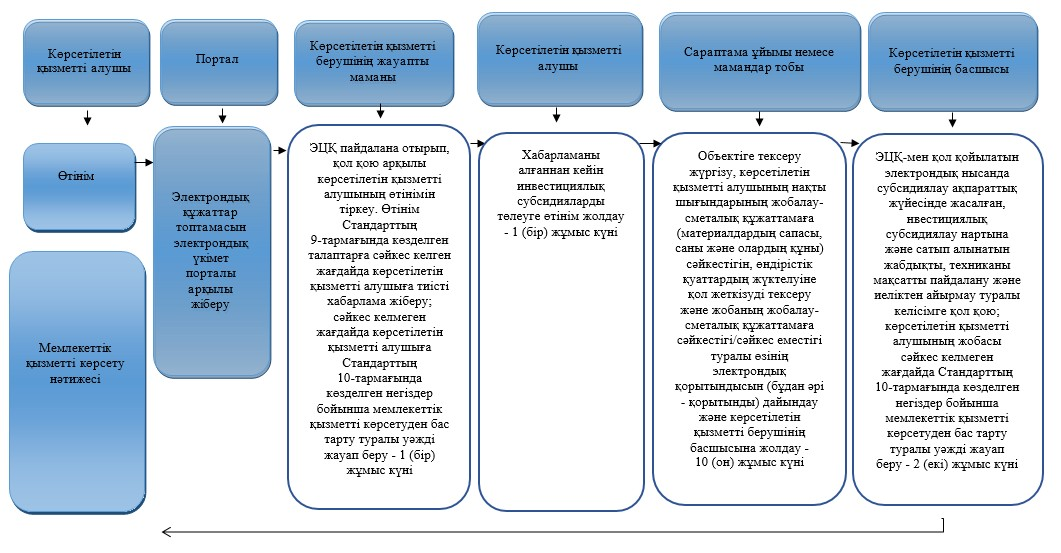 Көрсетілетін
қызметті алушы
Портал
Көрсетілетін қызметті
берушінің жауапты
маманы
Көрсетілетін қызметті
алушы
Сараптама ұйымы немесе
мамандар тобы
Көрсетілетін қызметті
берушінің басшысы
Өтінім
Мемлекеттік
қызметті көрсету
нәтижесі
Электрондық
құжаттар
топтамасын
электрондық
үкімет
порталы
арқылы
жіберу
ЭЦҚ пайдалана отырып,
қол қою арқылы
көрсетілетін қызметті
алушының өтінімін
тіркеу. Өтінім
Стандарттың
9-тармағында көзделген
талаптарға сәйкес келген
жағдайда көрсетілетін
қызметті алушыға тиісті
хабарлама жіберу;
сәйкес келмеген
жағдайда көрсетілетін
қызметті алушыға
Стандарттың
10-тармағында
көзделген негіздер
бойынша мемлекеттік
қызметті көрсетуден бас
тарту туралы уәжді
жауап беру - 1 (бір)
жұмыс күні
Хабарламаны
алғаннан кейін
инвестициялық
субсидияларды
төлеуге өтінім жолдау
- 1 (бір) жұмыс күні
Объектіге тексеру
жүргізу, көрсетілетін
қызметті алушының нақты
шығындарының жобалау-
сметалық құжаттамаға
(материалдардың сапасы,
саны және олардың құны)
сәйкестігін, өндірістік
қуаттардың жүктелуіне
қол жеткізуді тексеру
және жобаның жобалау-
сметалық құжаттамаға
сәйкестігі/сәйкес еместігі
туралы өзінің
электрондық
қорытындысын (бұдан әрі
- қорытынды) дайындау
және көрсетілетін
қызметті берушінің
басшысына жолдау -
10 (он) жұмыс күні
ЭЦҚ-мен қол қойылатын
электрондық нысанда
субсидиялау ақпараттық
жүйесінде жасалған,
нвестициялық
субсидиялау нартына
және сатып алынатын
жабдықты, техниканы
мақсатты пайдалану және
иеліктен айырмау туралы
келісімге қол қою;
көрсетілетін қызметті
алушының жобасы
сәйкес келмеген
жағдайда Стандарттың
10-тармағында көзделген
негіздер бойынша
мемлекеттік қызметті
көрсетуден бас тарту
туралы уәжді жауап
беру - 2 (екі) жұмыс күні